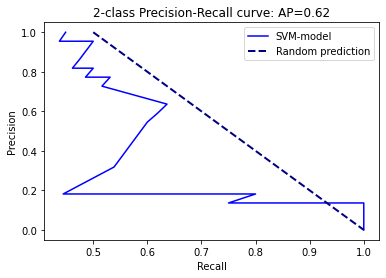 2-class Precision-Recall curve: AP=0.62
SVM-model
Random prediction
Precision
1.0
0.8
0.6
0.4
0.2
0.0
0.5
0.6
0.7
0.8
0.9
1.0
Recall